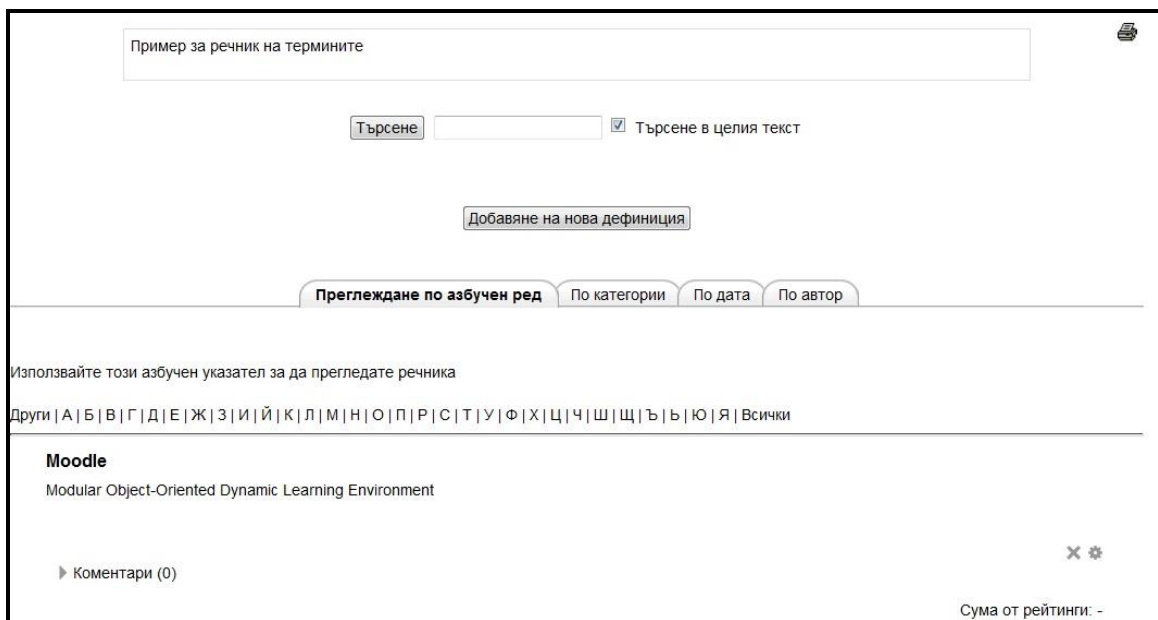 Пример за речник на термините
Търсене Търсене в целия текст
Добавяне на нова дефиниция
Преглеждане по азбучен ред По категории По дата По автор
Използвайте този азбучен указател за да прегледате речника
Други | А | Б | В | Г | Д | Е | Ж | З | И | Й | К | Л | М | Н | О | П | Р | С | Т | У | Ф | Х | Ц | Ч | Ш | Щ | Ъ | Ь | Ю | Я | Всички
Moodle
Modular Object-Oriented Dynamic Learning Environment
Коментари (0)
Сума от рейтинги: -